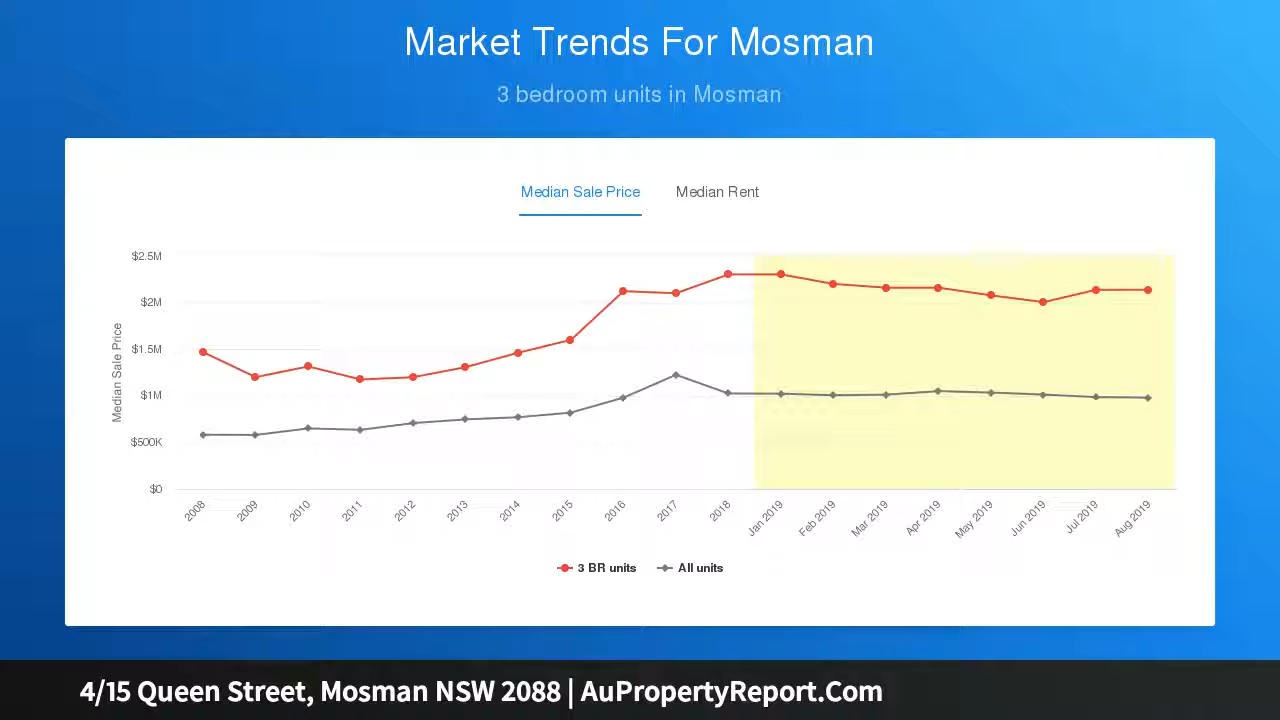 Market Trends For Mosman
3 bedroom units in Mosman
Median Sale Price Median Rent
Median Sale Price
$2.5M
$2M
$1.5M
$1M
$500K
$0
2008 2009 2010 2011 2012 2013 2014 2015 2016 2017 2018 Jan 2019 Feb 2019 Mar 2019 Apr 2019 May 2019 Jun 2019 Jul 2019 Aug 2019
3 BR units All units
4/15 Queen Street, Mosman NSW 2088 | AuPropertyReport.Com